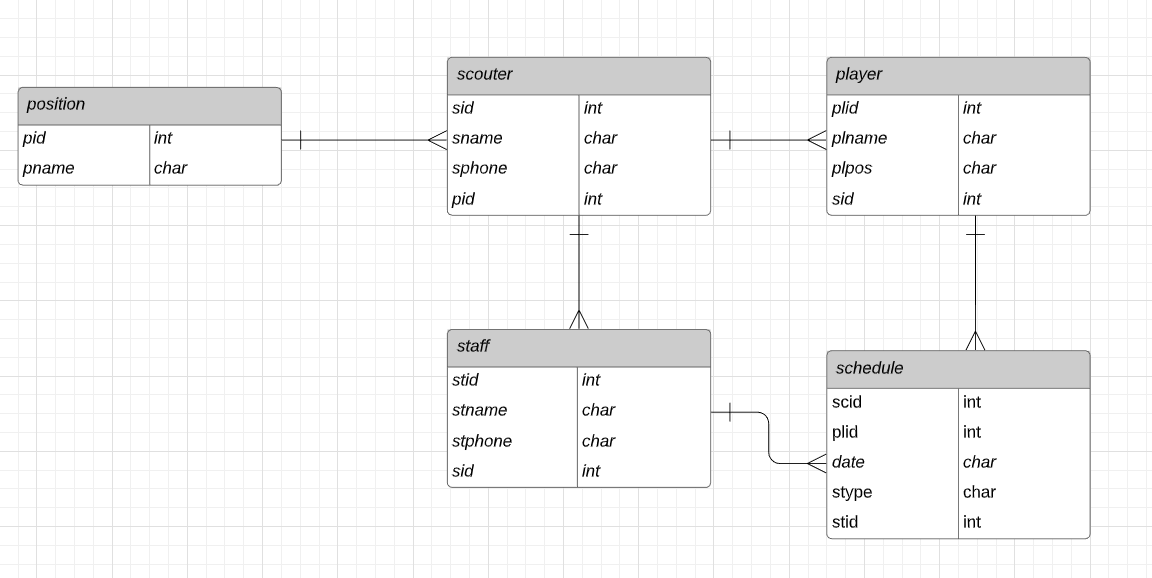 position
pid int
pname char
scouter
sid int
sname char
sphone char
pid int
player
plid int
plname char
plpos char
sid int
staff
stid int
stname char
stphone char
sid int
schedule
scid int
plid int
date char
stype char
stid int